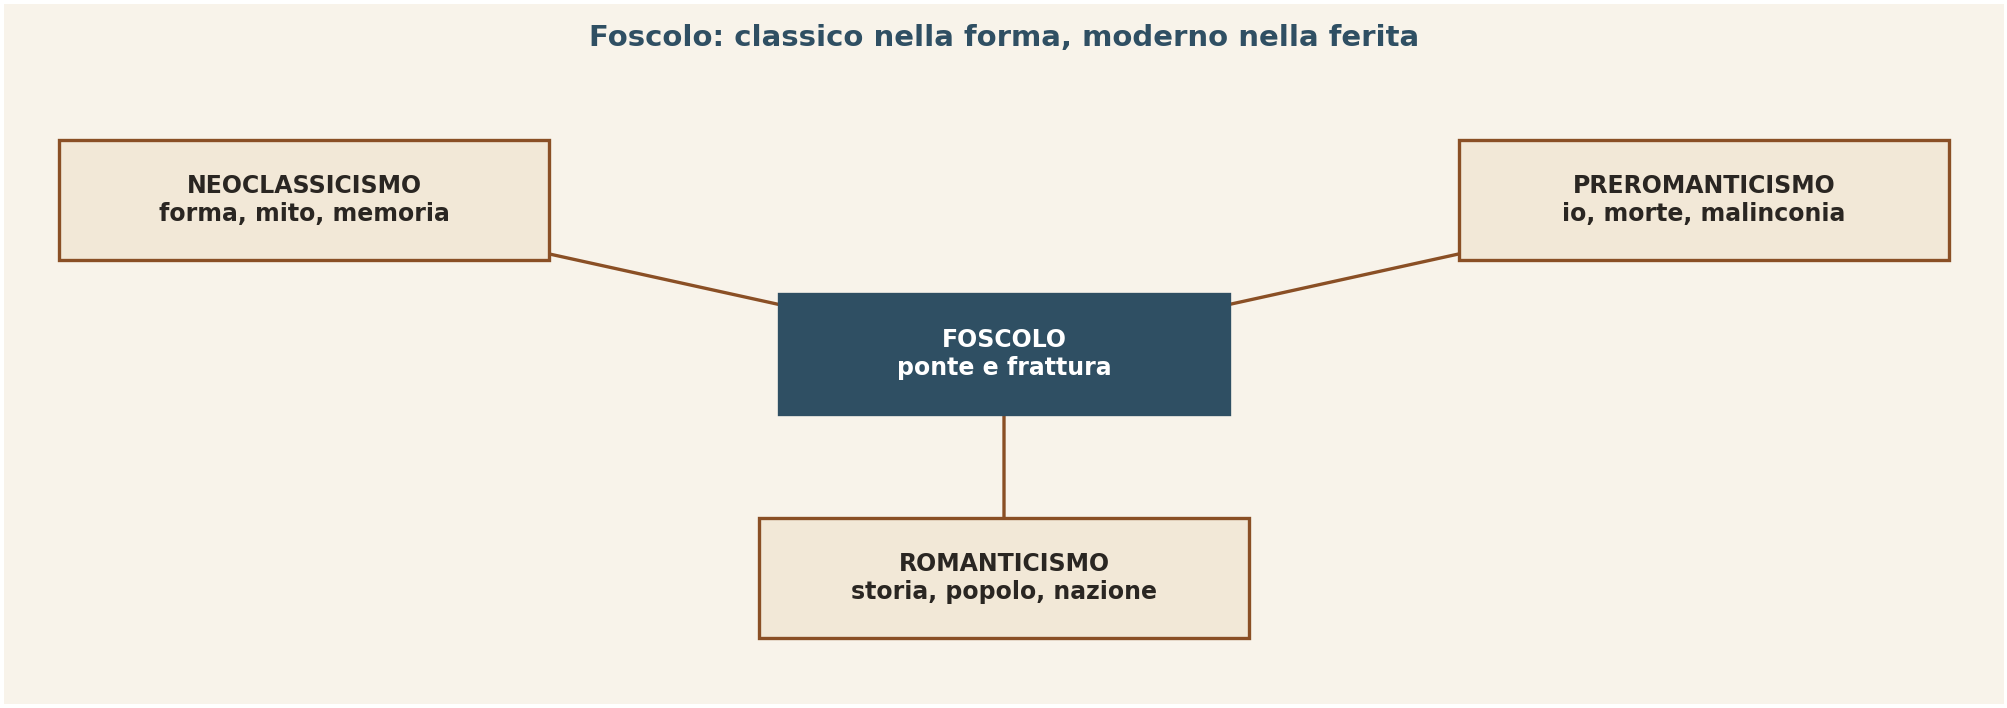 Foscolo: classico nella forma, moderno nella ferita
NEOCLASSICISMO
forma, mito, memoria
PREROMANTICISMO
io, morte, malinconia
FOSCOLO
ponte e frattura
ROMANTICISMO
storia, popolo, nazione